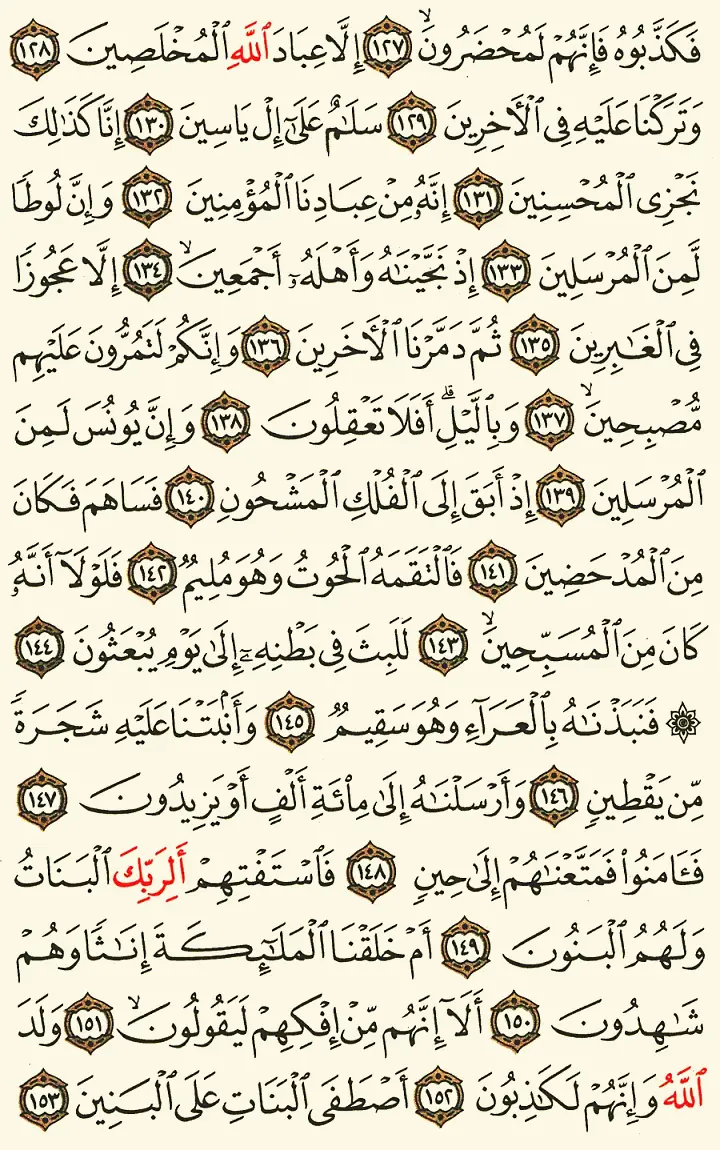 فَكَذَّبُوهُ فَإِنَّهُمْ لَمُحْضَرُونَ ۙ ١٢٧ إِلَّا عِبَادَ ٱللَّهِ ٱلْمُخْلَصِينَ ١٢٨
وَتَرَكْنَا عَلَيْهِ فِى ٱلْأَخِرِينَ ١٢٩ سَلَـٰمٌ عَلَىٰٓ إِلْ يَاسِينَ ١٣٠ إِنَّا كَذَٰلِكَ
نَجْزِى ٱلْمُحْسِنِينَ ١٣١ إِنَّهُۥ مِنْ عِبَادِنَا ٱلْمُؤْمِنِينَ ١٣٢ وَإِنَّ لُوطًا
لَّمِنَ ٱلْمُرْسَلِينَ ١٣٣ إِذْ نَجَّيْنَـٰهُ وَأَهْلَهُۥٓ أَجْمَعِينَ ۙ ١٣٤ إِلَّا عَجُوزًا
فِى ٱلْغَـٰبِرِينَ ١٣٥ ثُمَّ دَمَّرْنَا ٱلْأَخَرِينَ ١٣٦ وَإِنَّكُمْ لَتَمُرُّونَ عَلَيْهِم
مُّصْبِحِينَ ۙ ١٣٧ وَبِٱلَّيْلِ ۗ أَفَلَا تَعْقِلُونَ ١٣٨ وَإِنَّ يُونُسَ لَمِنَ
ٱلْمُرْسَلِينَ ١٣٩ إِذْ أَبَقَ إِلَى ٱلْفُلْكِ ٱلْمَشْحُونِ ١٤٠ فَسَاهَمَ فَكَانَ
مِنَ ٱلْمُدْحَضِينَ ١٤١ فَٱلْتَقَمَهُ ٱلْحُوتُ وَهُوَ مُلِيمٌ ١٤٢ فَلَوْلَآ أَنَّهُۥ
كَانَ مِنَ ٱلْمُسَبِّحِينَ ۙ ١٤٣ لَلَبِثَ فِى بَطْنِهِۦٓ إِلَىٰ يَوْمِ يُبْعَثُونَ ١٤٤
۞ فَنَبَذْنَـٰهُ بِٱلْعَرَآءِ وَهُوَ سَقِيمٌ ١٤٥ وَأَنۢبَتْنَا عَلَيْهِ شَجَرَةً
مِّن يَقْطِينٍ ١٤٦ وَأَرْسَلْنَـٰهُ إِلَىٰ مِا۟ئَةِ أَلْفٍ أَوْ يَزِيدُونَ ١٤٧
فَـَٔامَنُوا۟ فَمَتَّعْنَـٰهُمْ إِلَىٰ حِينٍ ١٤٨ فَٱسْتَفْتِهِمْ أَلِرَبِّكَ ٱلْبَنَاتُ
وَلَهُمُ ٱلْبَنُونَ ١٤٩ أَمْ خَلَقْنَا ٱلْمَلَـٰٓئِكَةَ إِنَـٰثًا وَهُمْ
شَـٰهِدُونَ ١٥٠ أَلَآ إِنَّهُم مِّنْ إِفْكِهِمْ لَيَقُولُونَ ۙ ١٥١ وَلَدَ
ٱللَّهُ وَإِنَّهُمْ لَكَـٰذِبُونَ ١٥٢ أَصْطَفَى ٱلْبَنَاتِ عَلَى ٱلْبَنِينَ ١٥٣